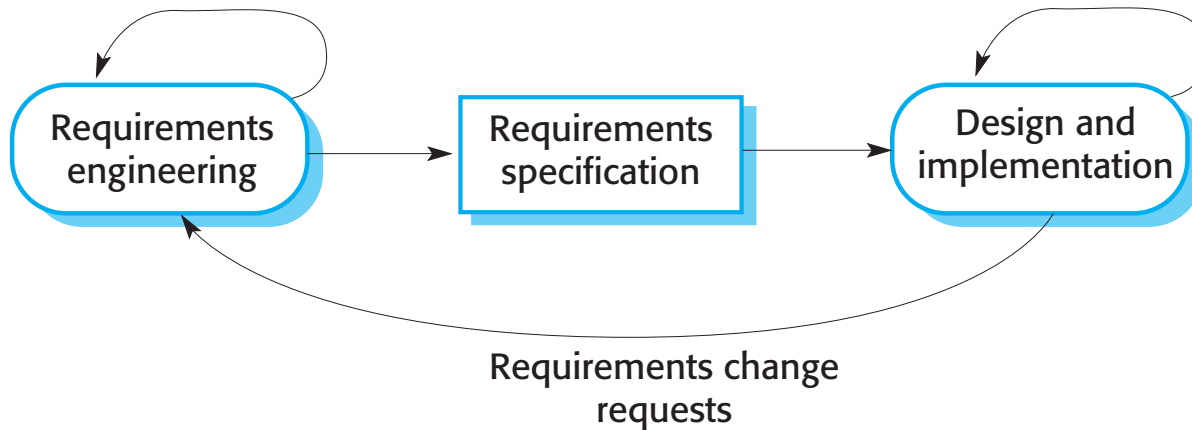 Requirements
engineering
Requirements
specification
Design and
implementation
Requirements change
requests